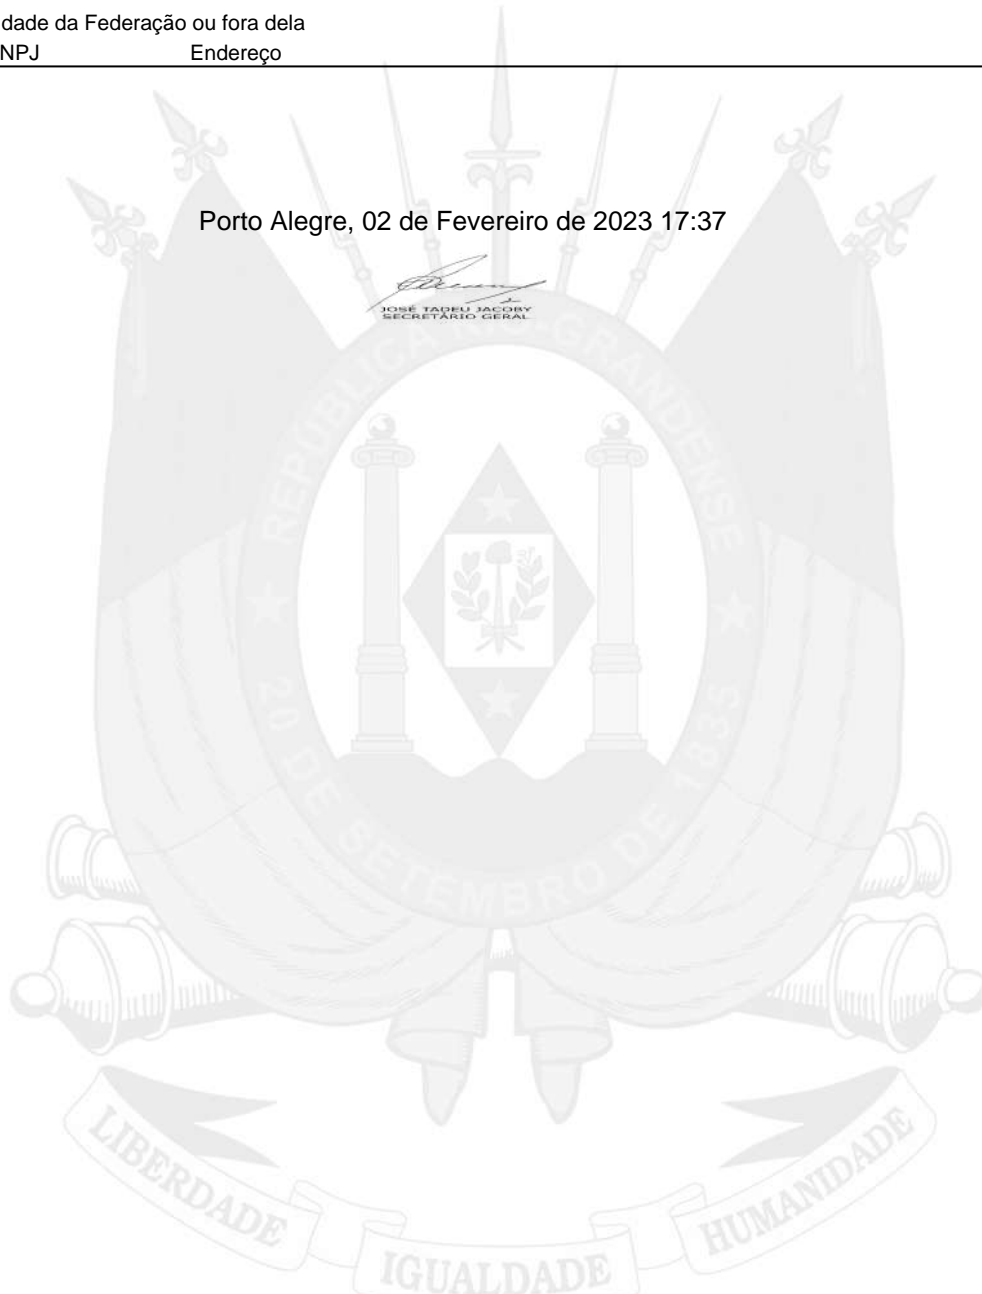 dade da Federação ou fora dela
NPJ Endereço
Porto Alegre, 02 de Fevereiro de 2023 17:37
JOSÉ TADEU JACOBY
SECRETÁRIO GERAL
REPÚBLICA RIO-GRANDENSE
20 DE SETEMBRO DE 1835
LIBERDADE
IGUALDADE
HUMANIDADE